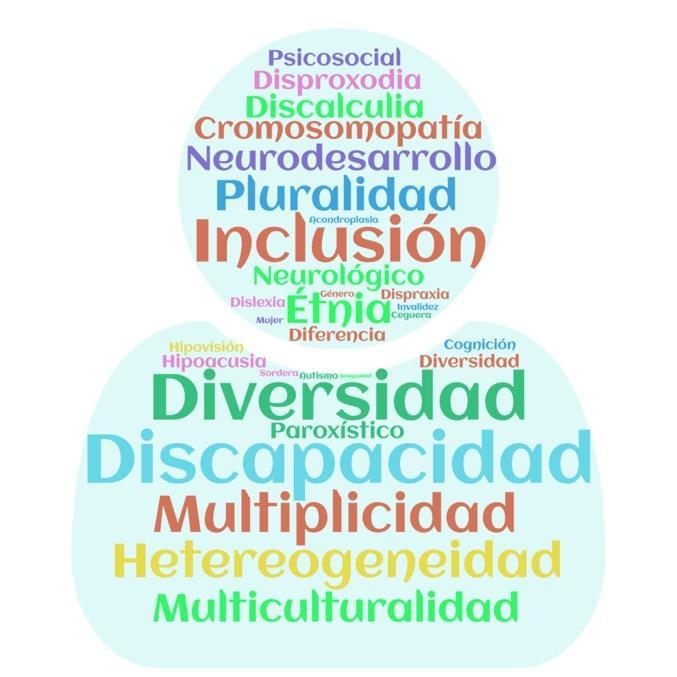 Psicosocial
Disproxodia
Discalculia
Cromosomopatía
Neurodesarrollo
Pluralidad
Acondroplasia
Inclusión
Neurológico
Género Dispraxia
Dislexia Étnia Invalidez
Mujer Ceguera
Diferencia
Hipovisión Cognición
Hipoacusia Diversidad
Sordera Autismo Desigualdad
Diversidad
Paroxístico
Discapacidad
Multiplicidad
Heterogeneidad
Multiculturalidad